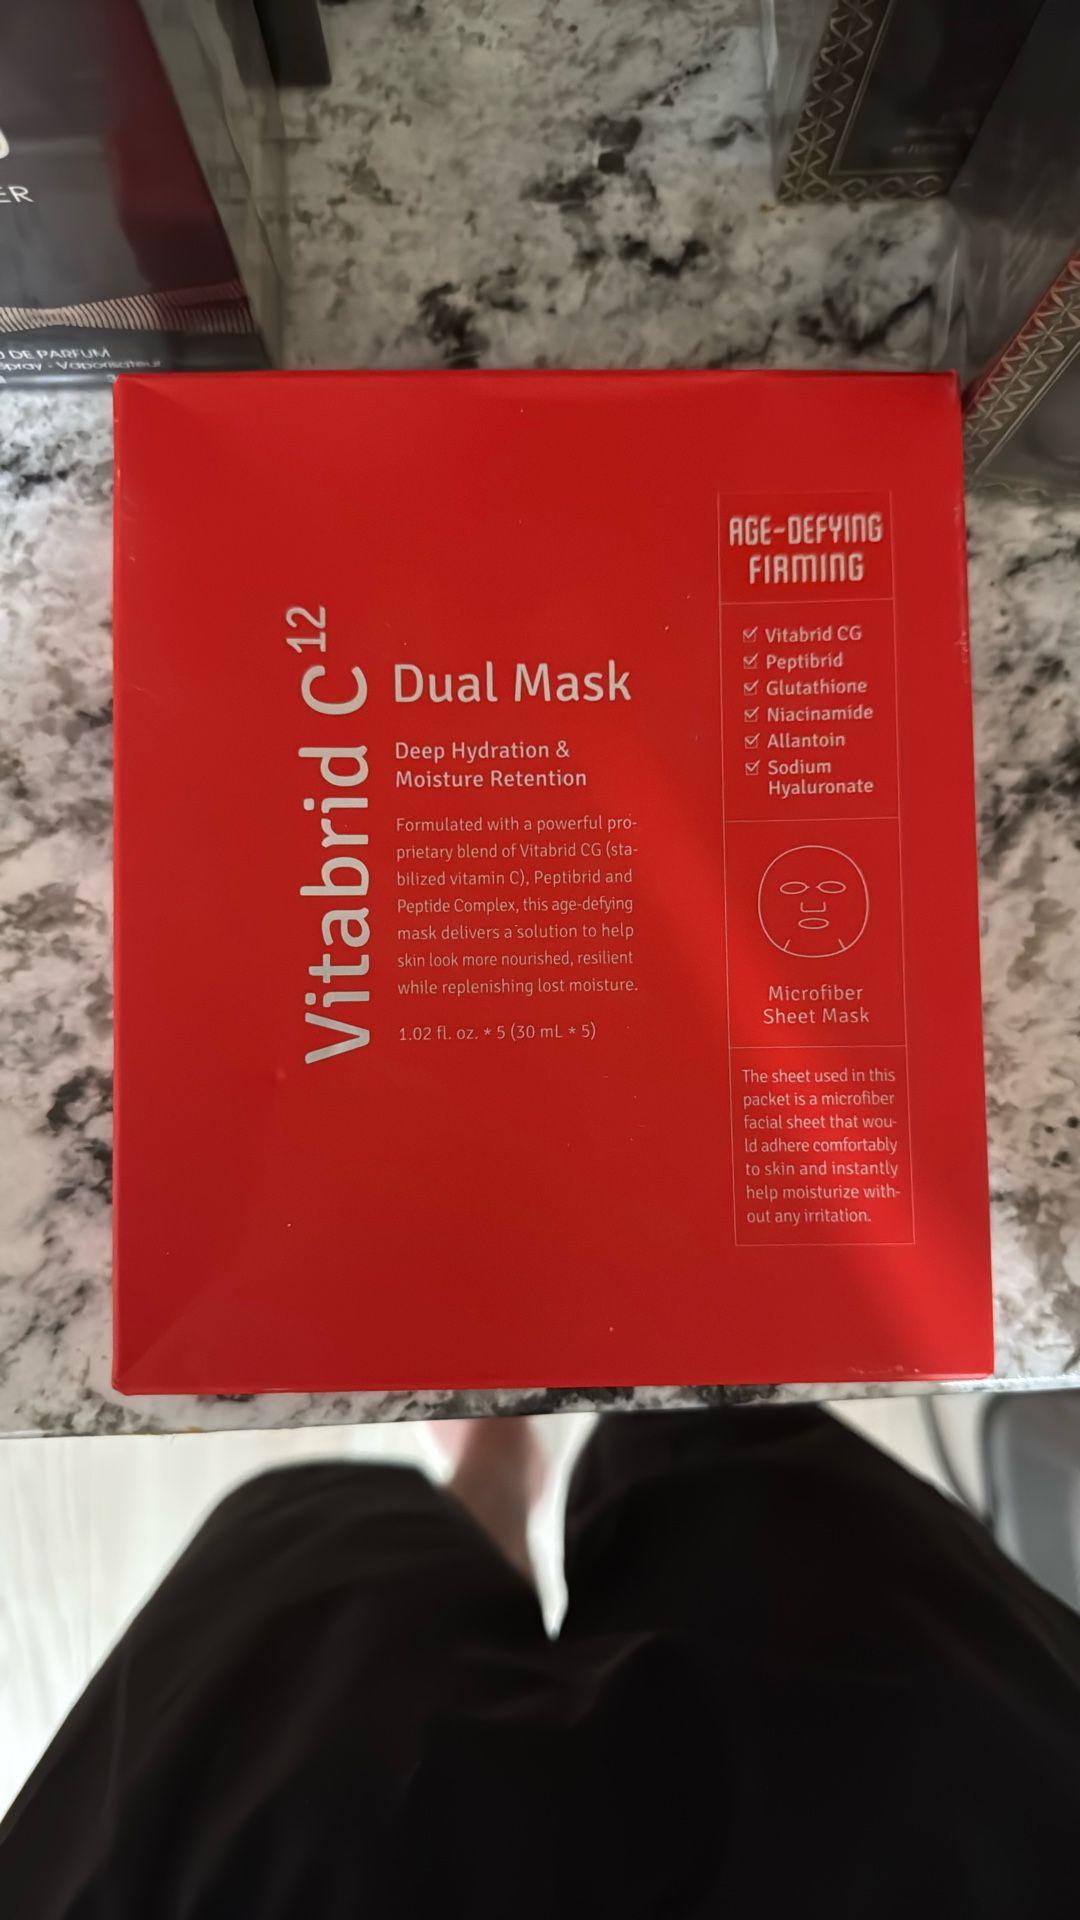 ER
DE PARFUM
Spray - Vaporisateur
Vitabrid C12
Dual Mask
Deep Hydration &
Moisture Retention
Formulated with a powerful pro-
prietary blend of Vitabrid CG (sta-
bilized vitamin C), Peptibrid and
Peptide Complex, this age-defying
mask delivers a solution to help
skin look more nourished, resilient
while replenishing lost moisture.
1.02 fl. oz. * 5 (30 mL * 5)
AGE-DEFYING
FIRMING
Vitabrid CG
Peptibrid
Glutathione
Niacinamide
Allantoin
Sodium
Hyaluronate
Microfiber
Sheet Mask
The sheet used in this
packet is a microfiber
facial sheet that wou-
ld adhere comfortably
to skin and instantly
help moisturize with-
out any irritation.